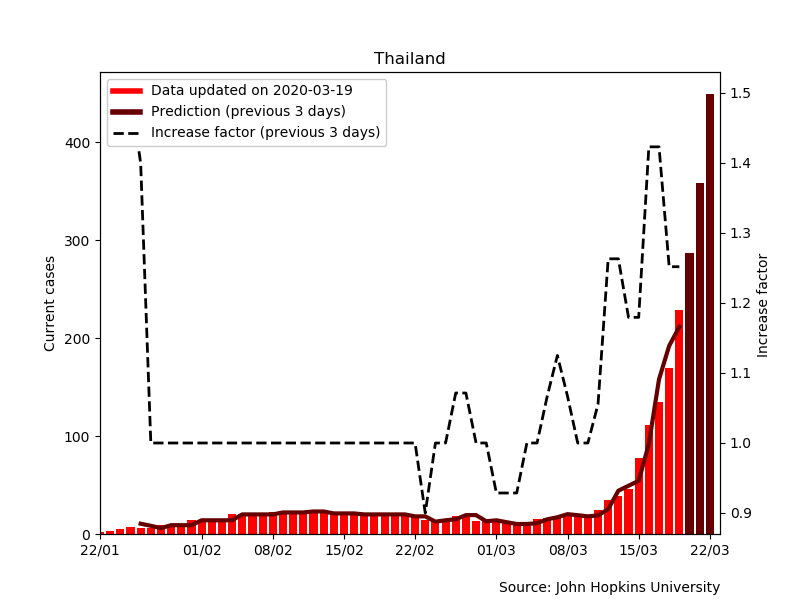 Thailand
Data updated on 2020-03-19
Prediction (previous 3 days)
Increase factor (previous 3 days)
Current cases
400
300
200
100
0
1.5
1.4
1.3
1.2
1.1
1.0
0.9
Increase factor
22/01 01/02 08/02 15/02 22/02 01/03 08/03 15/03 22/03
Source: John Hopkins University